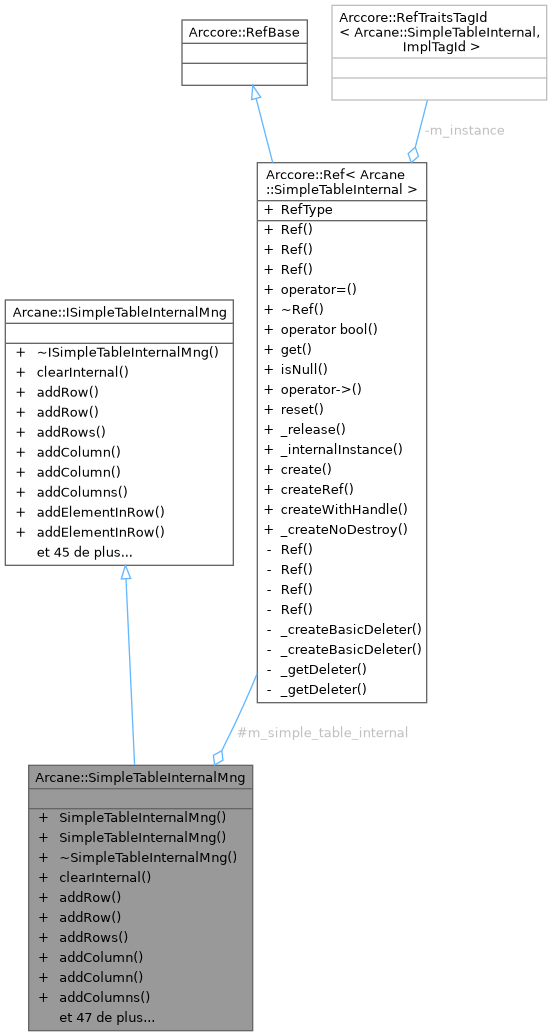 Arccore::RefBase
Arccore::RefTraitsTagId
< Arcane::SimpleTableInternal,
ImplTagId >
-m_instance
Arccore::Ref< Arcane
::SimpleTableInternal >
+ RefType
+ Ref()
+ Ref()
+ Ref()
+ operator=()
+ ~Ref()
+ operator bool()
+ get()
+ isNull()
+ operator->()
+ reset()
+ _release()
+ _internalInstance()
+ create()
+ createRef()
+ createWithHandle()
+ _createNoDestroy()
- Ref()
- Ref()
- Ref()
- Ref()
- _createBasicDeleter()
- _createBasicDeleter()
- _getDeleter()
- _getDeleter()
Arcane::ISimpleTableInternalMng
+ ~ISimpleTableInternalMng()
+ clearInternal()
+ addRow()
+ addRow()
+ addRows()
+ addColumn()
+ addColumn()
+ addColumns()
+ addElementInRow()
+ addElementInRow()
et 45 de plus...
#m_simple_table_internal
Arcane::SimpleTableInternalMng
+ SimpleTableInternalMng()
+ SimpleTableInternalMng()
+ ~SimpleTableInternalMng()
+ clearInternal()
+ addRow()
+ addRow()
+ addRows()
+ addColumn()
+ addColumn()
+ addColumns()
et 47 de plus...